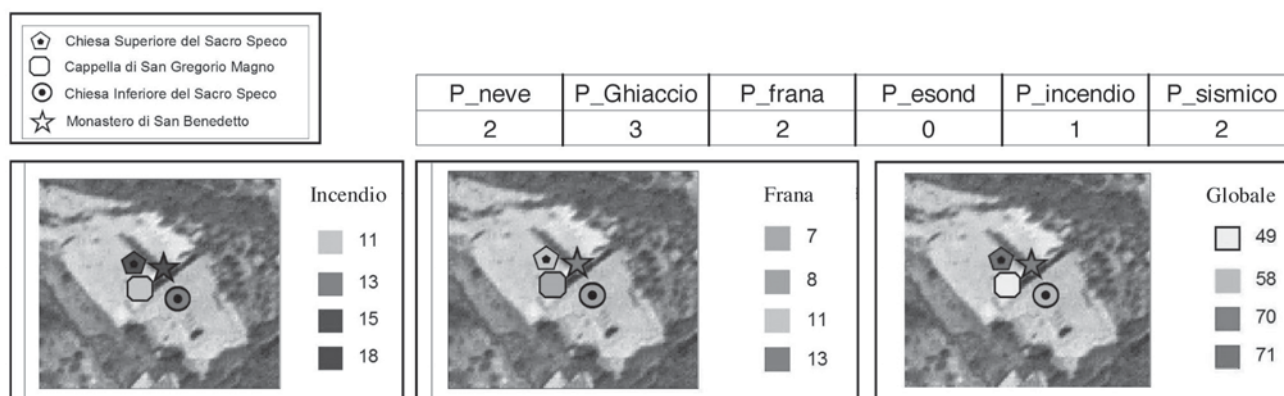 Chiesa Superiore del Sacro Speco
Cappella di San Gregorio Magno
Chiesa Inferiore del Sacro Speco
Monastero di San Benedetto
P_neve P_Ghiaccio P_frana P_esond P_incendio P_sismico
2 3 2 0 1 2
Incendio
11
13
15
18
Frana
7
8
11
13
Globale
49
58
70
71